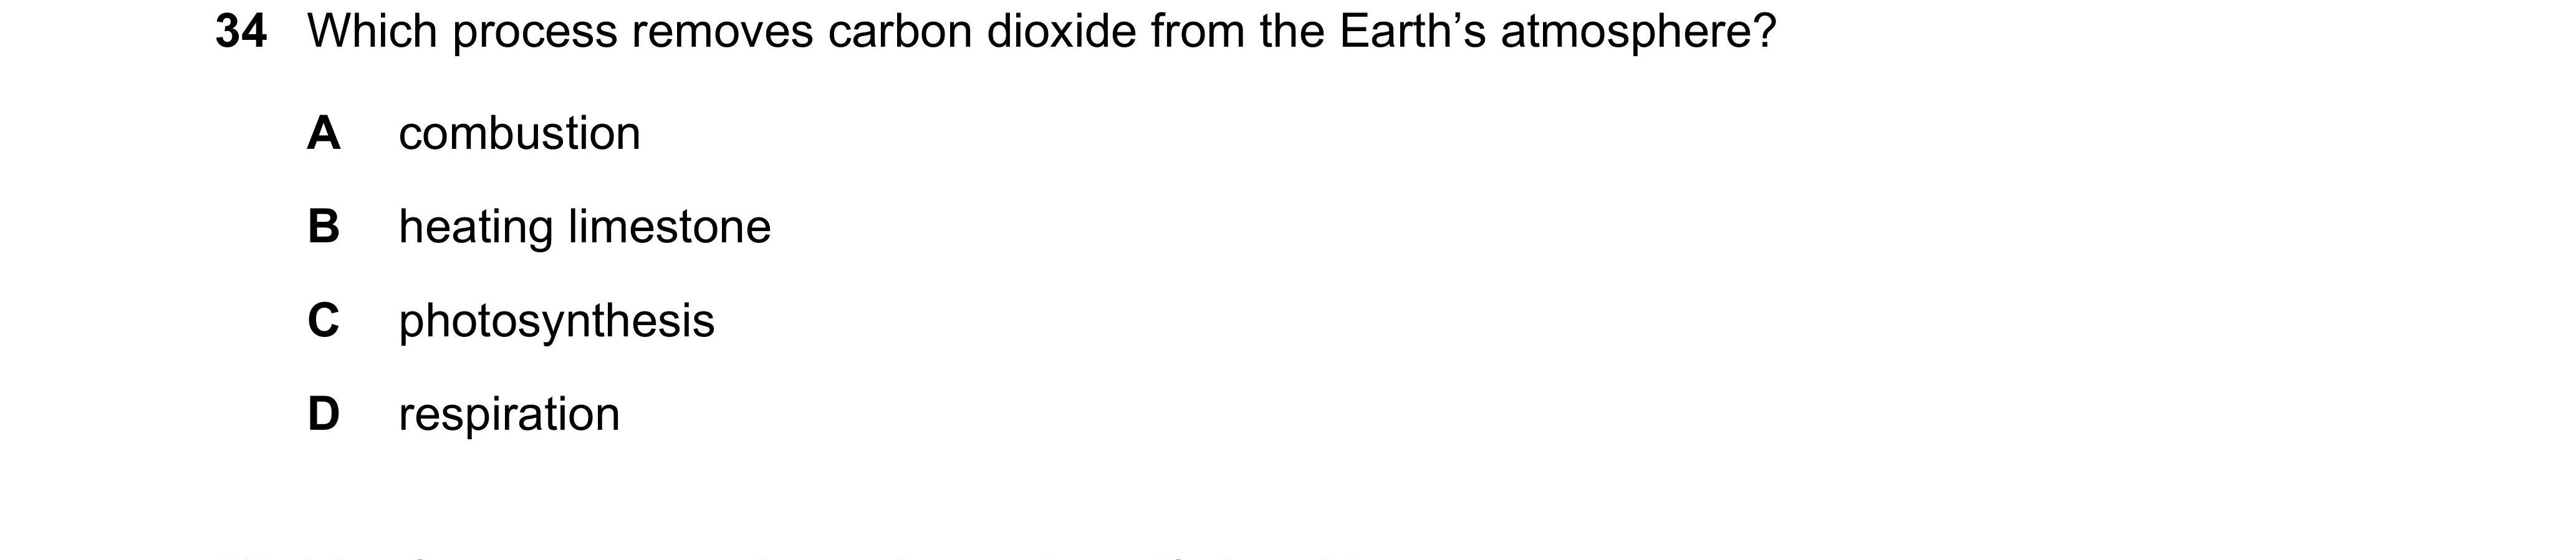 34 Which process removes carbon dioxide from the Earth’s atmosphere?
A combustion
B heating limestone
C photosynthesis
D respiration